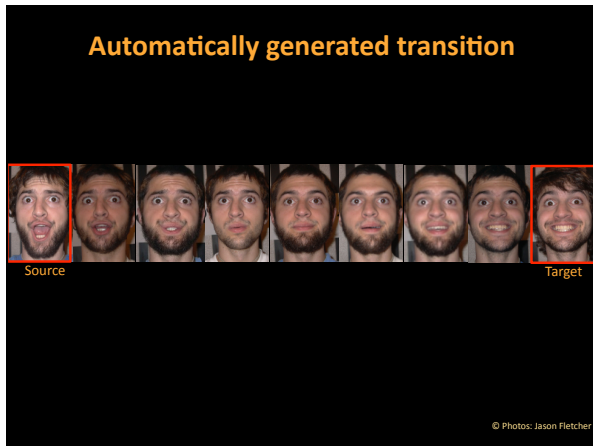 Automatically generated transition
Source
Target
© Photos: Jason Fletcher